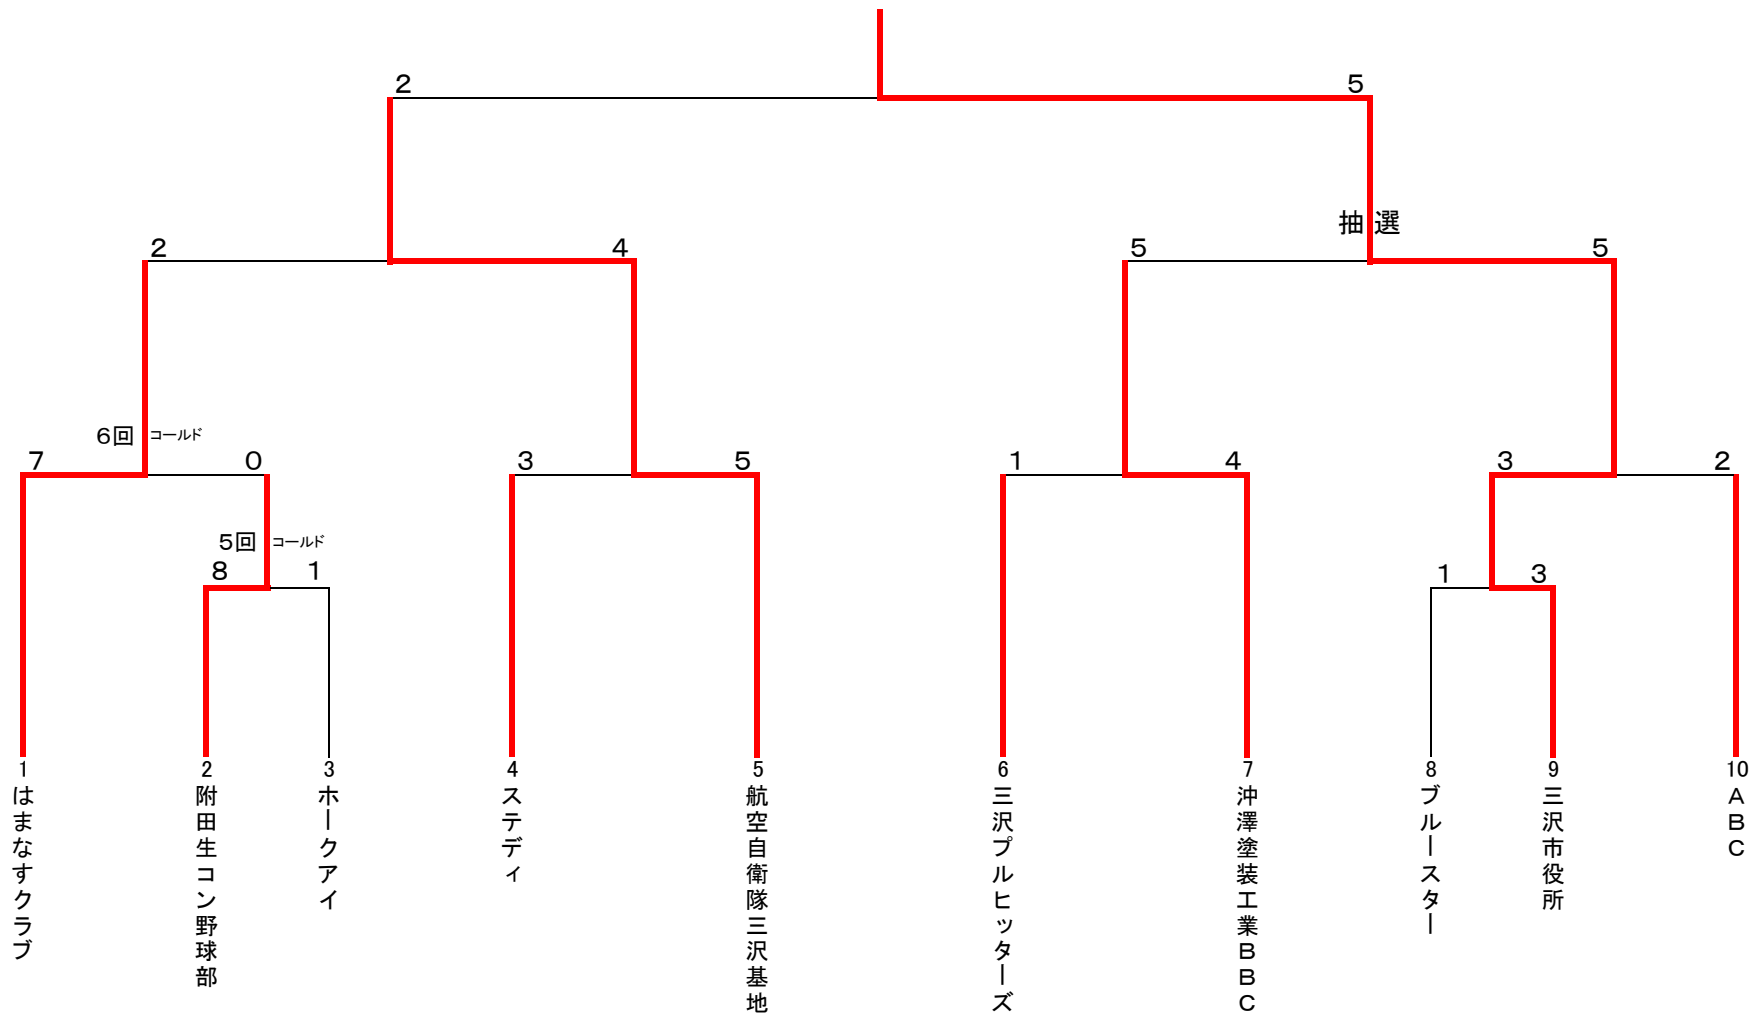 2 5
抽選
2 4 5 5
6回 コールド
7 0 3 5 1 4 3 2
5回 コールド
8 1 1 3
1 はまなすクラブ
2 附田生コン野球部
3 ホークアイ
4 ステディ
5 航空自衛隊三沢基地
6 三沢プルヒッターズ
7 沖澤塗装工業BBC
8 ブルースター
9 三沢市役所
10 ABC